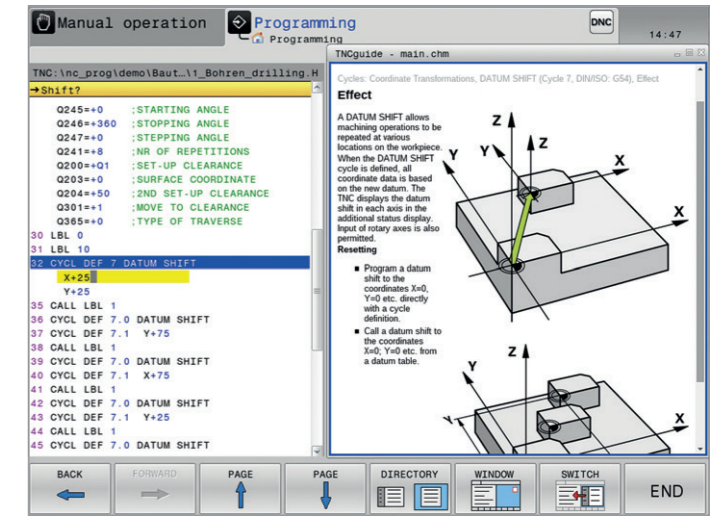 Manual operation
Programming
Programming
DNC
14:47
TNC:\nc_prog\demo\Baut…\1_Bohren_drilling.H
→Shift?
Q245=+0 ;STARTING ANGLE
Q246=+360 ;STOPPING ANGLE
Q247=+0 ;STEPPING ANGLE
Q241=+8 ;NR OF REPETITIONS
Q200=+Q1 ;SET-UP CLEARANCE
Q203=+0 ;SURFACE COORDINATE
Q204=+50 ;2ND SET-UP CLEARANCE
Q301=+1 ;MOVE TO CLEARANCE
Q365=+0 ;TYPE OF TRAVERSE
30 LBL 0
31 LBL 10
32 CYCL DEF 7 DATUM SHIFT
X+25
Y+25
35 CALL LBL 1
36 CYCL DEF 7.0 DATUM SHIFT
37 CYCL DEF 7.1 Y+75
38 CALL LBL 1
39 CYCL DEF 7.0 DATUM SHIFT
40 CYCL DEF 7.1 X+75
41 CALL LBL 1
42 CYCL DEF 7.0 DATUM SHIFT
43 CYCL DEF 7.1 Y+25
44 CALL LBL 1
45 CYCL DEF 7.0 DATUM SHIFT
TNCguide - main.chm
Cycles: Coordinate Transformations, DATUM SHIFT (Cycle 7, DIN/ISO: G54), Effect
Effect
A DATUM SHIFT allows
machining operations to be
repeated at various
locations on the workpiece.
When the DATUM SHIFT
cycle is defined, all
coordinate data is based
on the new datum. The
TNC displays the datum
shift in each axis in the
additional status display.
Input of rotary axes is also
permitted.
Resetting
■ Program a datum
shift to the
coordinates X=0,
Y=0 etc. directly
with a cycle
definition.
■ Call a datum shift to
the coordinates
X=0; Y=0 etc. from
a datum table.
Z
Z
Y
Y
X
X
Z
Y
X
Y
BACK
FORWARD
PAGE
PAGE
DIRECTORY
WINDOW
SWITCH
END